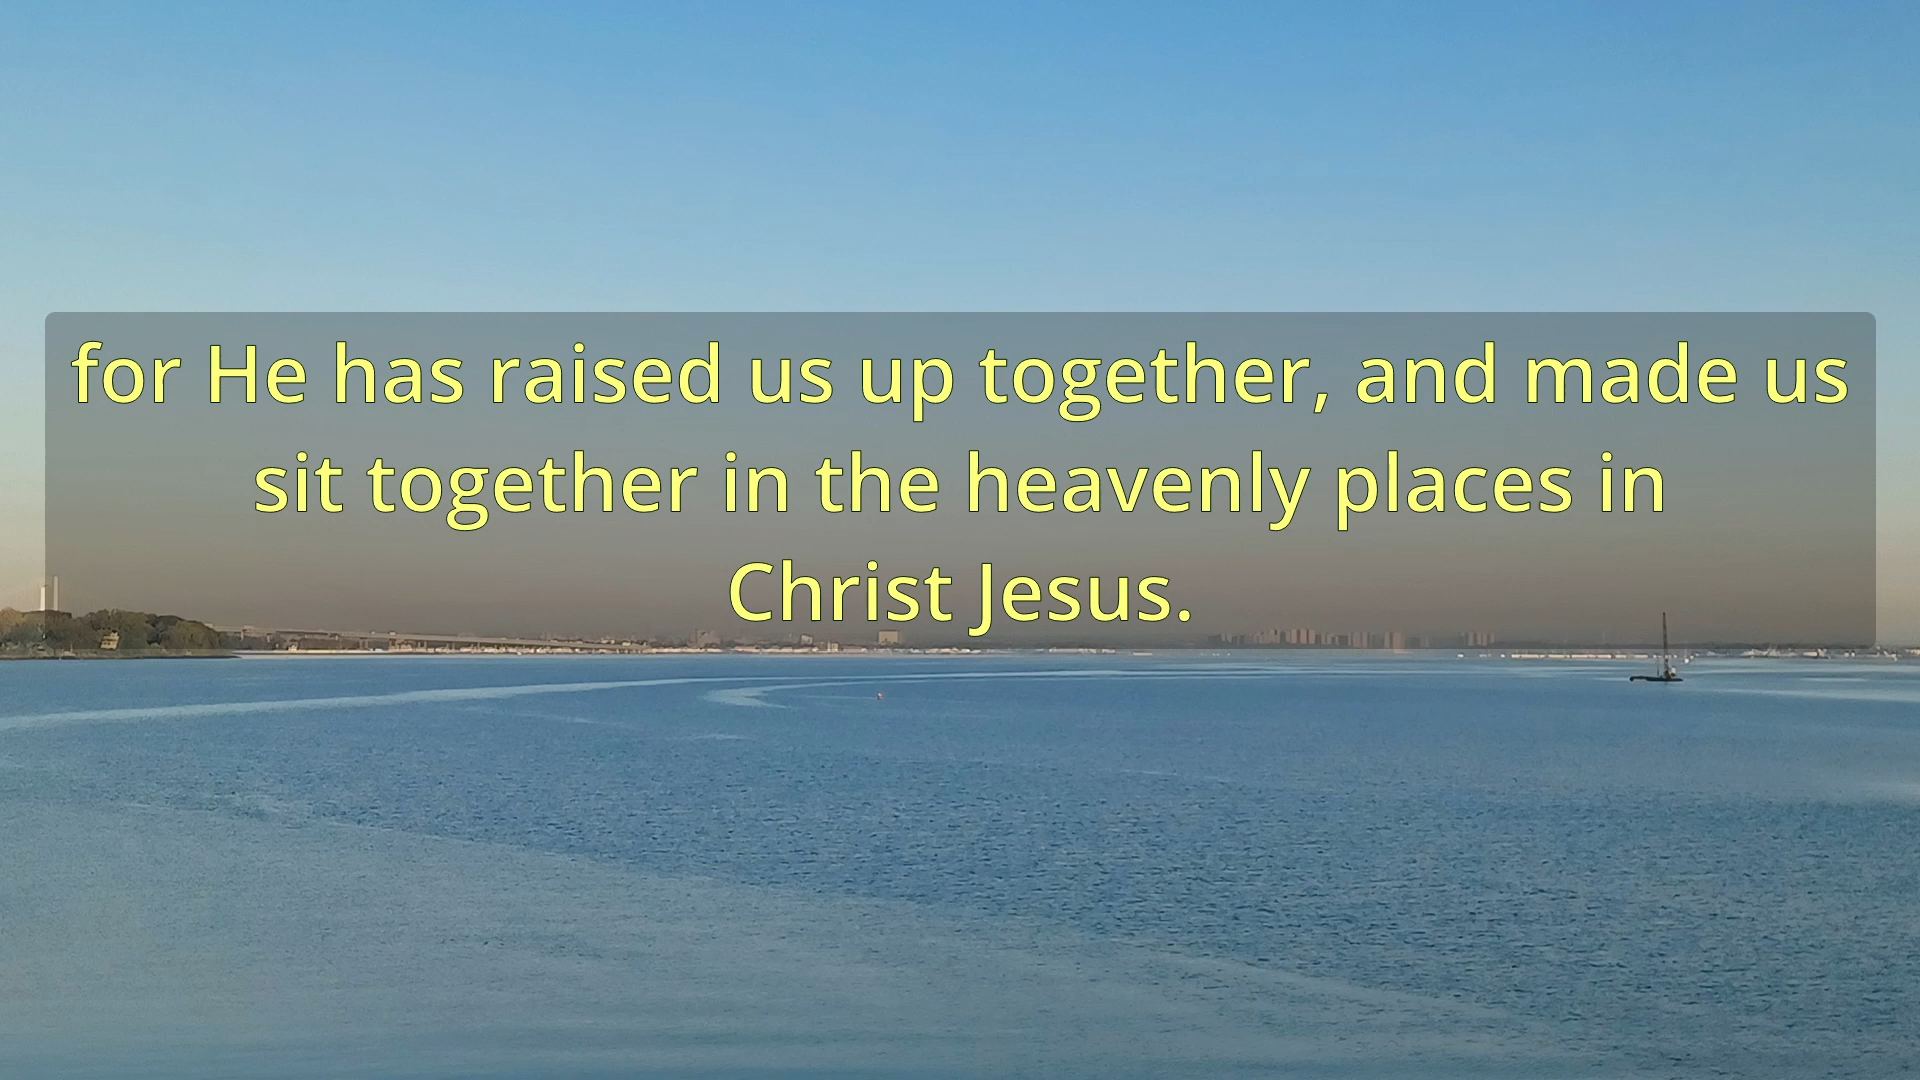 for He has raised us up together, and made us
sit together in the heavenly places in
Christ Jesus.